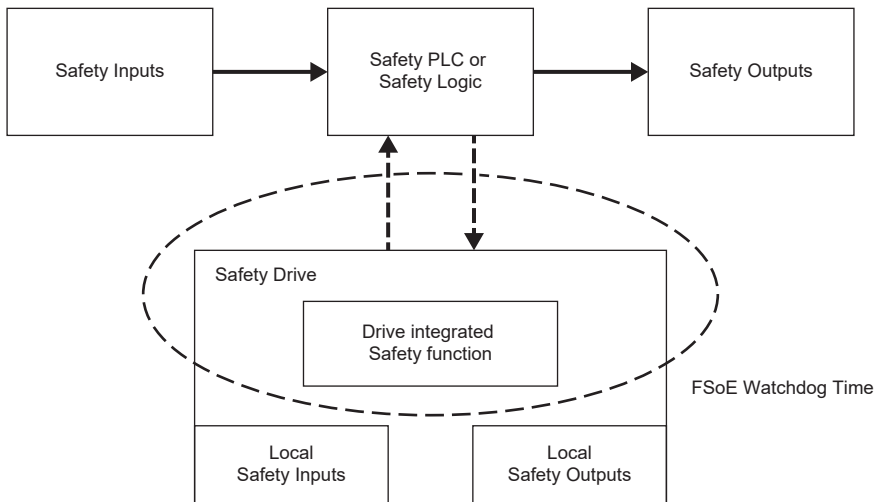 Safety Inputs
Safety PLC or
Safety Logic
Safety Outputs
Safety Drive
Drive integrated
Safety function
FSoE Watchdog Time
Local
Safety Inputs
Local
Safety Outputs